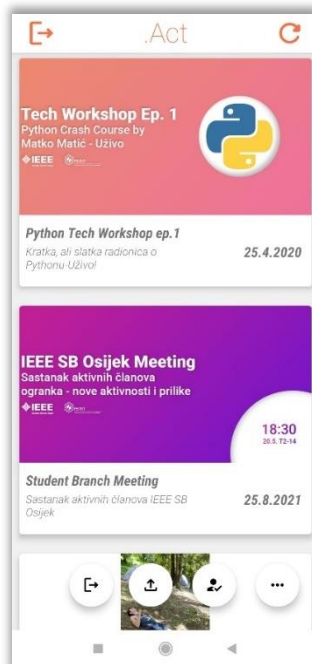 .Act
Tech Workshop Ep. 1
Python Crash Course by
Matko Matić - Uživo
IEEE
Python Tech Workshop ep.1
Kratka, ali slatka radionica o
Pythonu-Uživo!
25.4.2020
IEEE SB Osijek Meeting
Sastanak aktivnih članova
ogranka - nove aktivnosti i prilike
IEEE
18:30
20.5. T2-14
Student Branch Meeting
Sastanak aktivnih članova IEEE SB
Osijek
25.8.2021